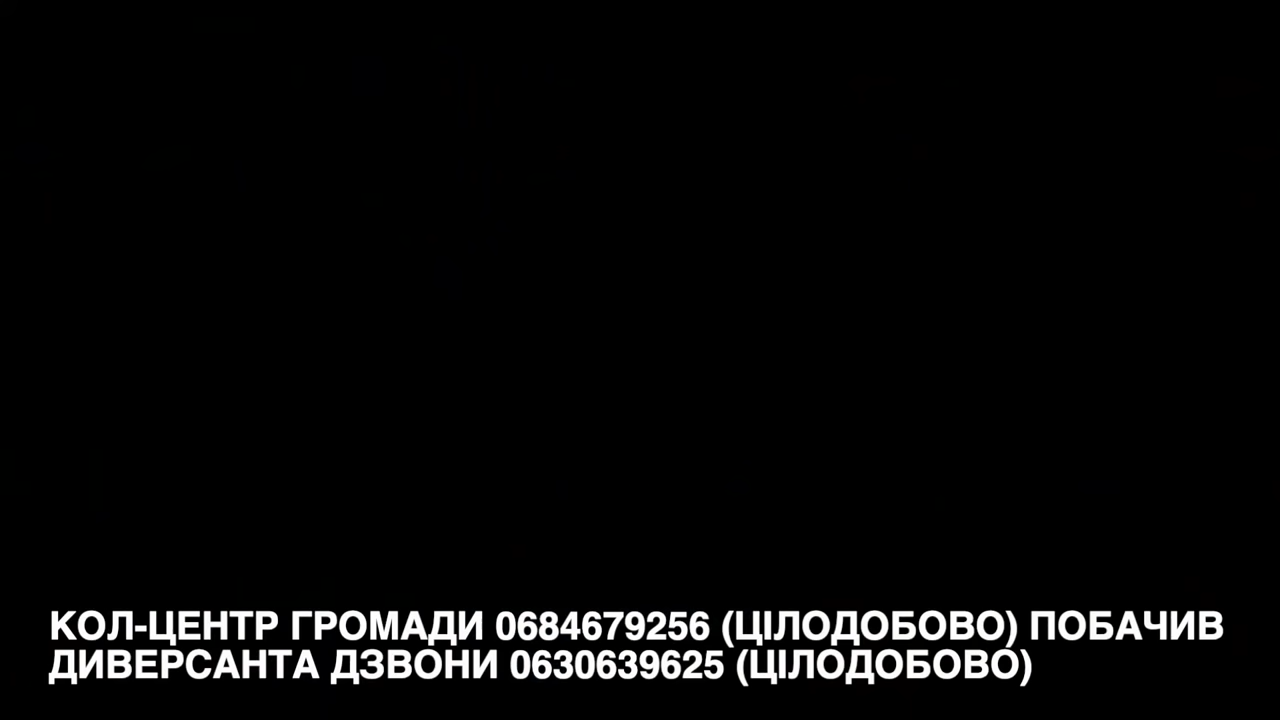 КОЛ-ЦЕНТР ГРОМАДИ 0684679256 (ЦІЛОДОБОВО) ПОБАЧИВ
ДИВЕРСАНТА ДЗВОНИ 0630639625 (ЦІЛОДОБОВО)